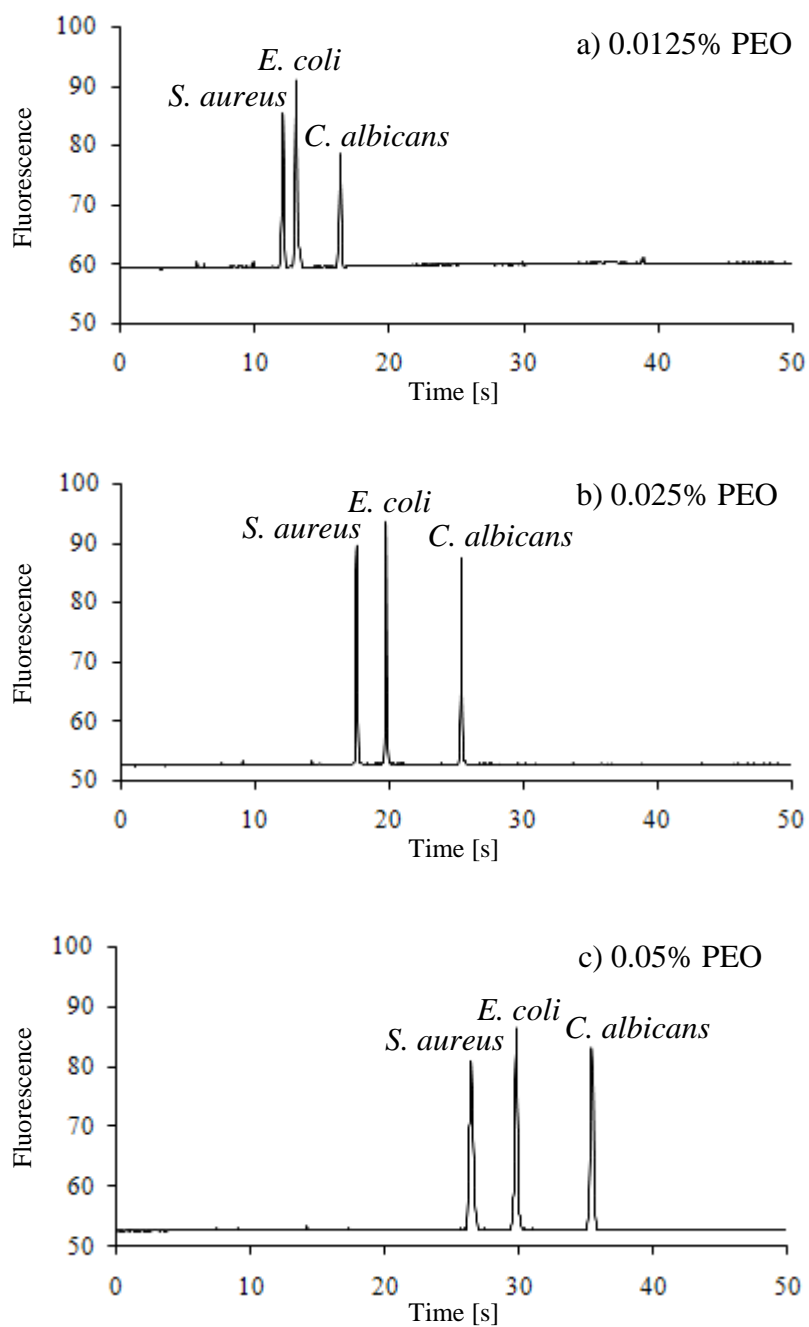 100
a) 0.0125% PEO
E. coli
90
S. aureus
80
C. albicans
Fluorescence
70
60
50
0 10 20 30 40 50
Time [s]
100
b) 0.025% PEO
E. coli
90
S. aureus
C. albicans
80
Fluorescence
70
60
50
0 10 20 30 40 50
Time [s]
100
c) 0.05% PEO
90
E. coli
S. aureus
C. albicans
80
Fluorescence
70
60
50
0 10 20 30 40 50
Time [s]